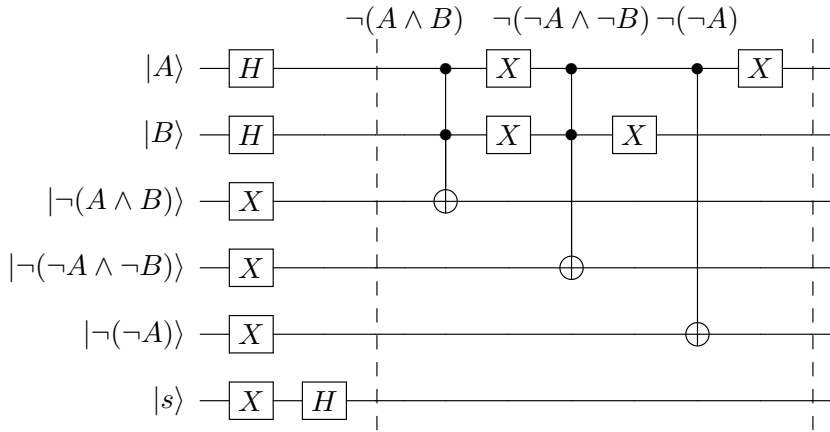 ¬(A ∧ B) ¬(¬A ∧ ¬B) ¬(¬A)
|A⟩ H X X
|B⟩ H X X
|¬(A ∧ B)⟩ X
|¬(¬A ∧ ¬B)⟩ X
|¬(¬A)⟩ X
|s⟩ X H